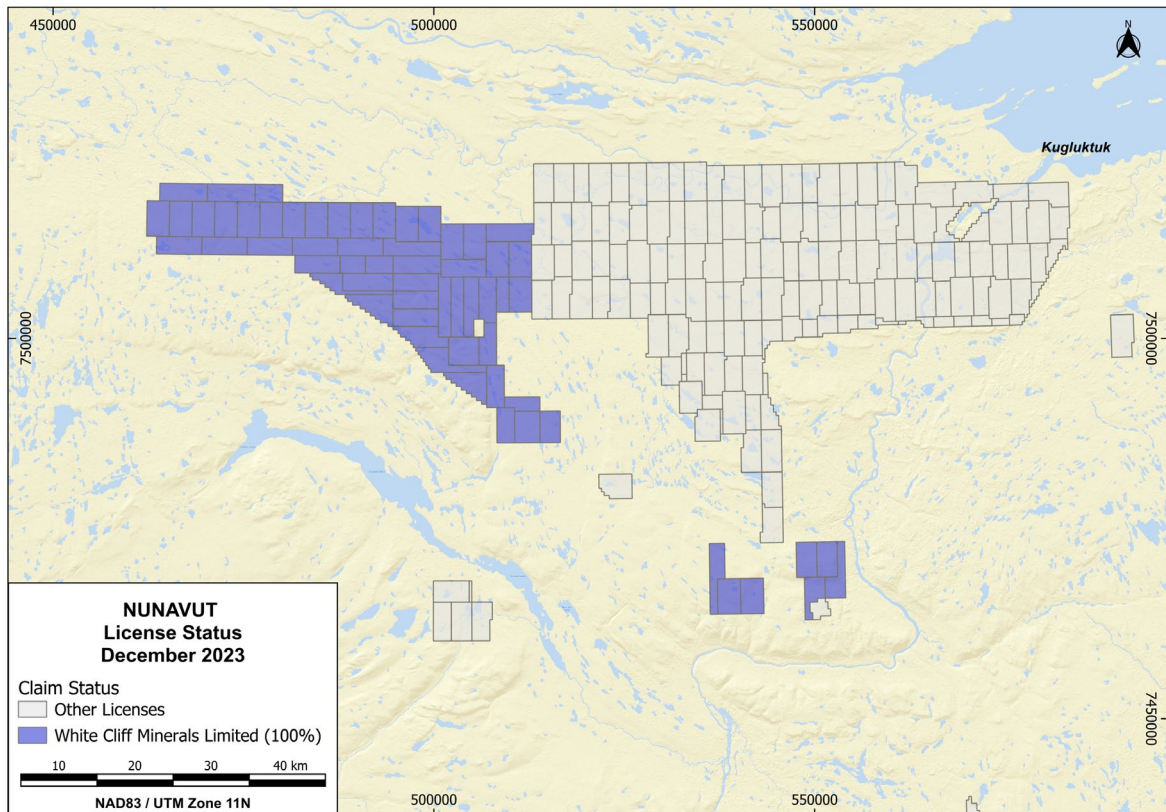 450000
500000
550000
N
Kugluktuk
7500000
7500000
NUNAVUT
License Status
December 2023
Claim Status
Other Licenses
White Cliff Minerals Limited (100%)
10 20 30 40 km
NAD83 / UTM Zone 11N
7450000
500000
550000